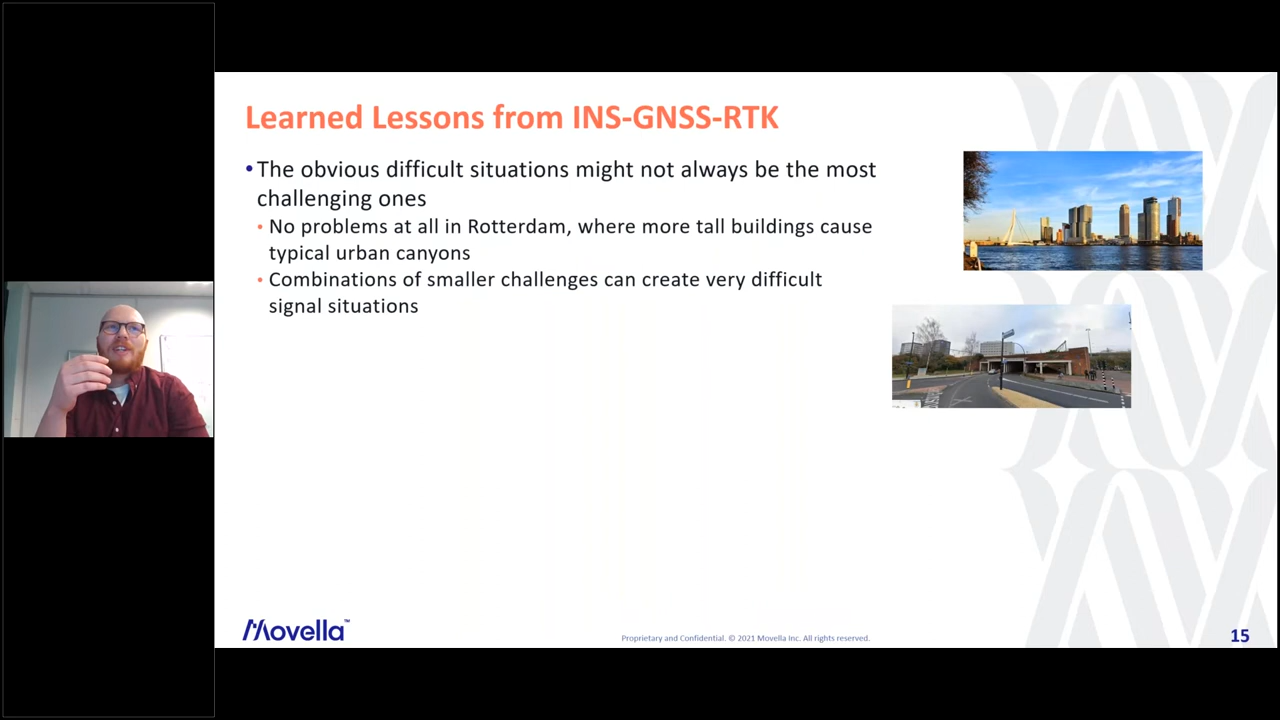 Learned Lessons from INS-GNSS-RTK
•The obvious difficult situations might not always be the most
challenging ones
• No problems at all in Rotterdam, where more tall buildings cause
typical urban canyons
• Combinations of smaller challenges can create very difficult
signal situations
Movella™
Proprietary and Confidential. © 2021 Movella Inc. All rights reserved.
15